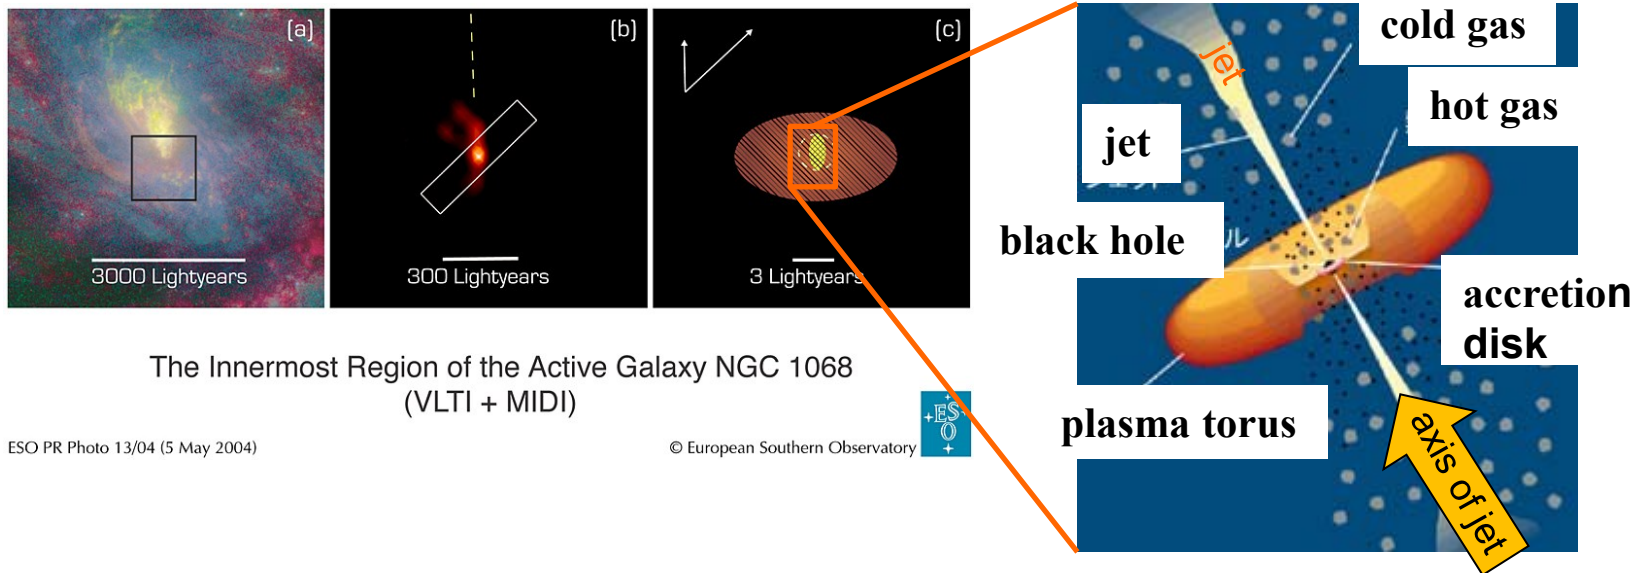 (a)
(b)
(c)
3000 Lightyears
300 Lightyears
3 Lightyears
The Innermost Region of the Active Galaxy NGC 1068
(VLTI + MIDI)
ESO PR Photo 13/04 (5 May 2004)
© European Southern Observatory
ES
O
cold gas
jet
hot gas
jet
black hole
ル
accretion
disk
plasma torus
axis of jet